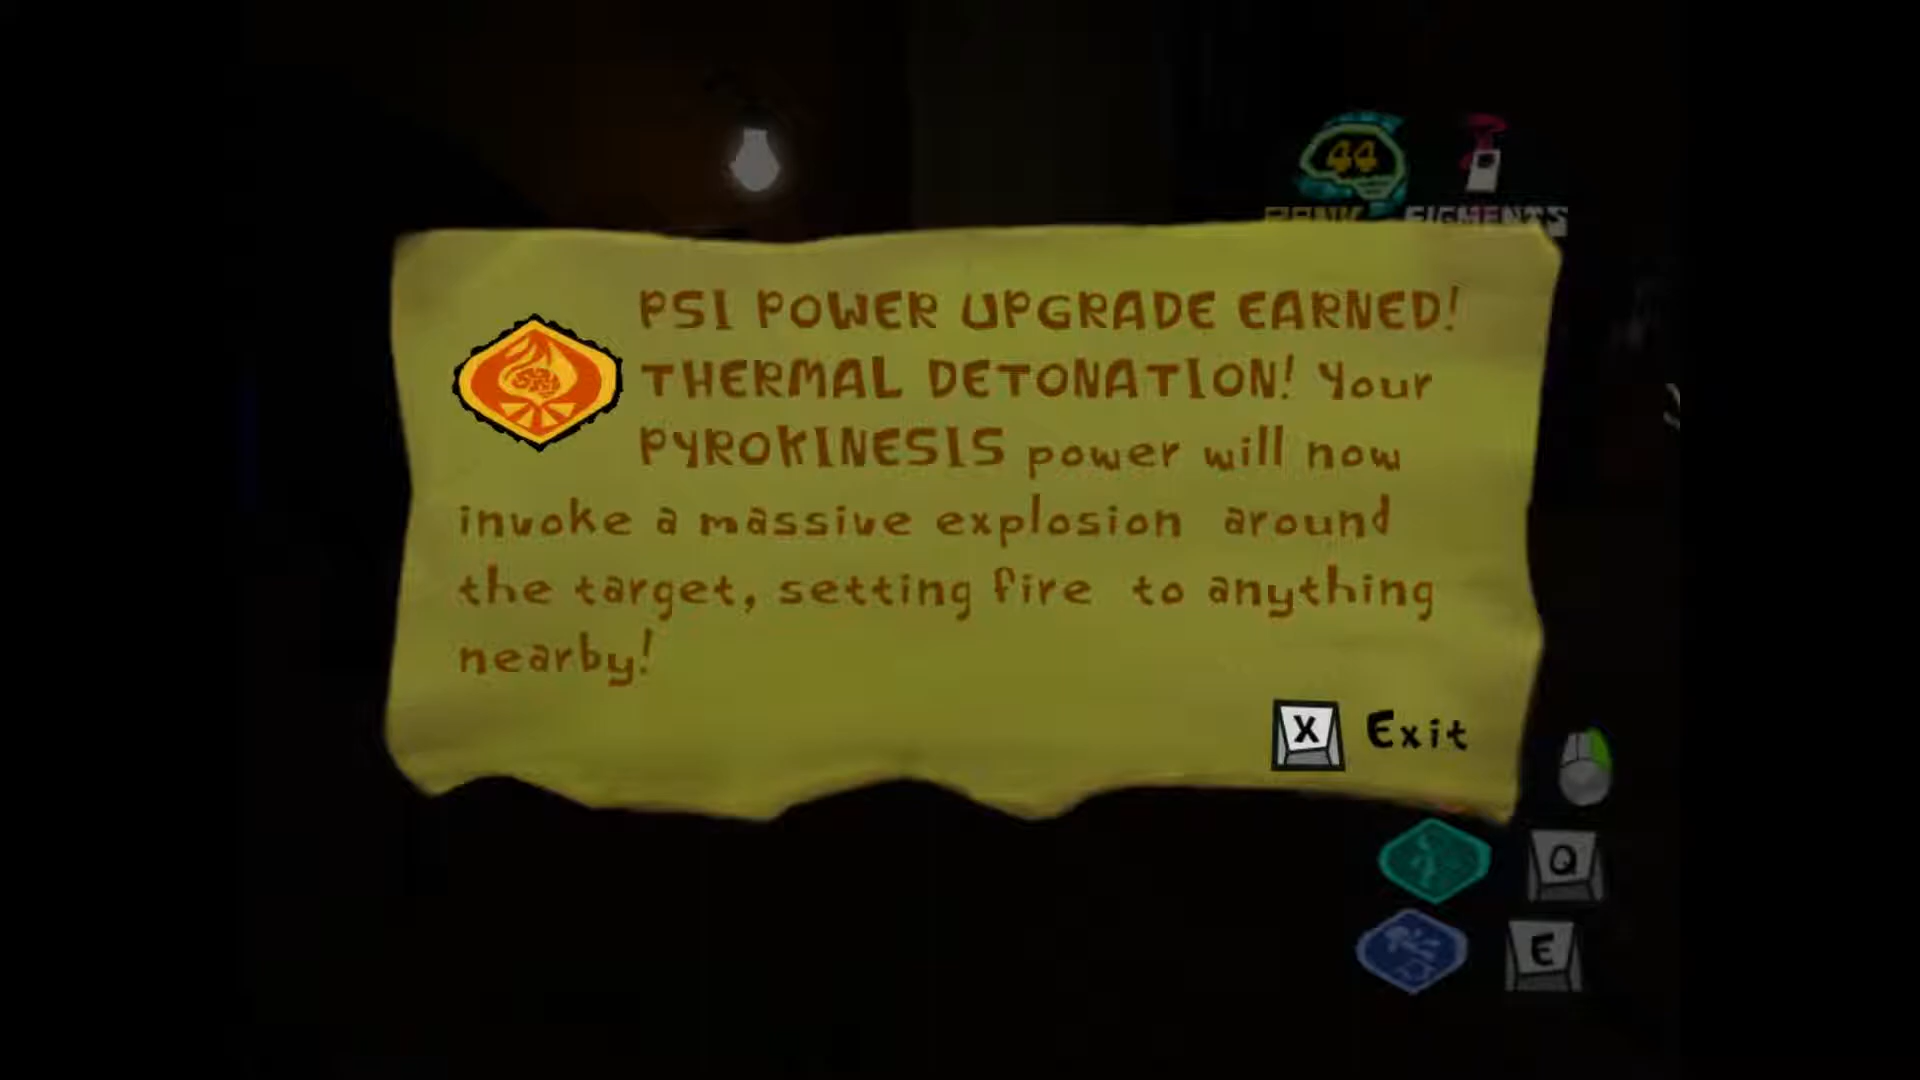 44
RANK FIGMENTS
PSI POWER UPGRADE EARNED!
THERMAL DETONATION! Your
PYROKINESIS power will now
invoke a massive explosion around
the target, setting fire to anything
nearby!
X Exit
Q
E